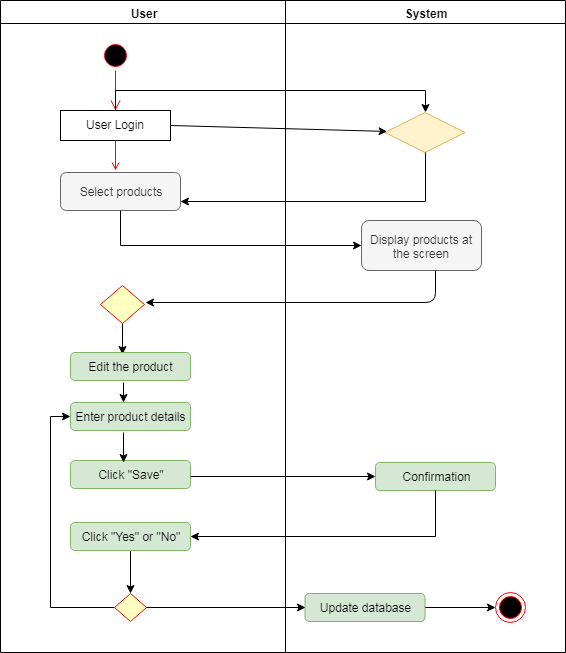 User
System
User Login
Select products
Display products at
the screen
Edit the product
Enter product details
Click "Save"
Confirmation
Click "Yes" or "No"
Update database